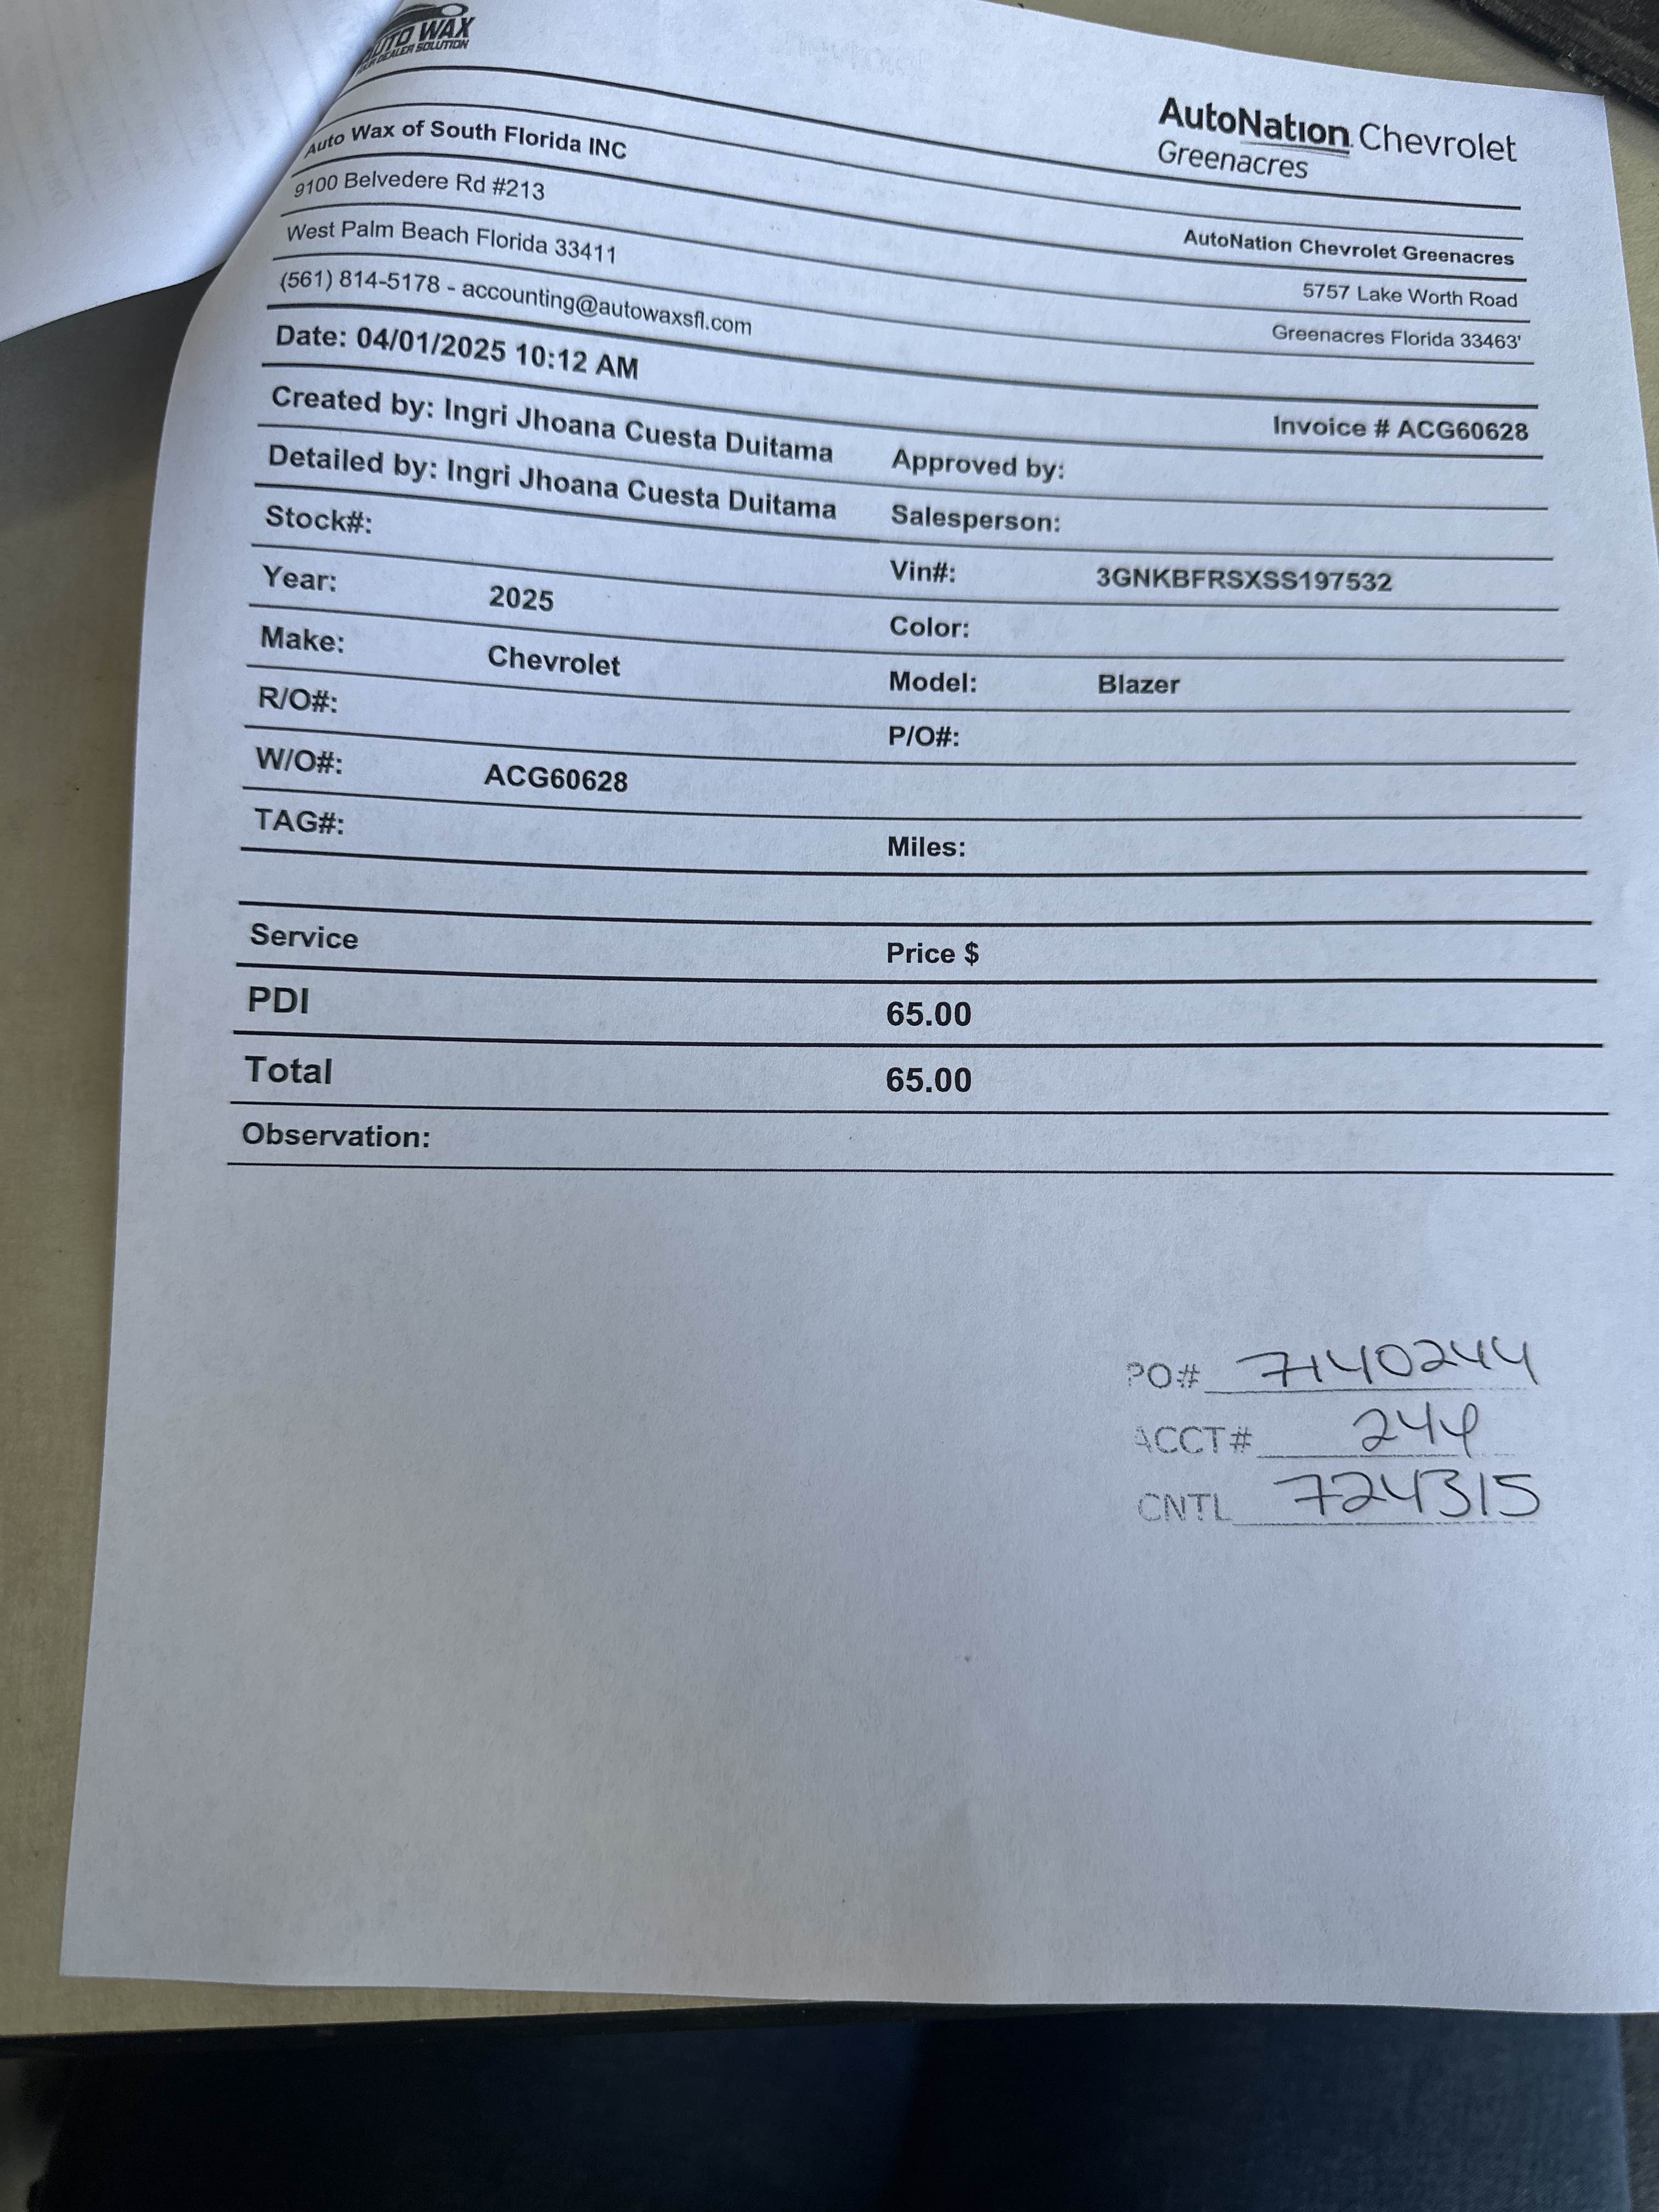 AUTO WAX
YOUR DEALER SOLUTION
AutoNation Chevrolet
Greenacres
Auto Wax of South Florida INC
AutoNation Chevrolet Greenacres
9100 Belvedere Rd #213
5757 Lake Worth Road
West Palm Beach Florida 33411
Greenacres Florida 33463'
(561) 814-5178 - accounting@autowaxsfl.com
Date: 04/01/2025 10:12 AM
Invoice # ACG60628
Created by: Ingri Jhoana Cuesta Duitama Approved by:
Detailed by: Ingri Jhoana Cuesta Duitama Salesperson:
Stock#: Vin#: 3GNKBFRSXSS197532
Year: 2025 Color:
Make: Chevrolet Model: Blazer
R/O#: P/O#:
W/O#: ACG60628
TAG#: Miles:
Service Price $
PDI 65.00
Total 65.00
Observation:
PO# 7140244
ACCT# 244
CNTL 724315